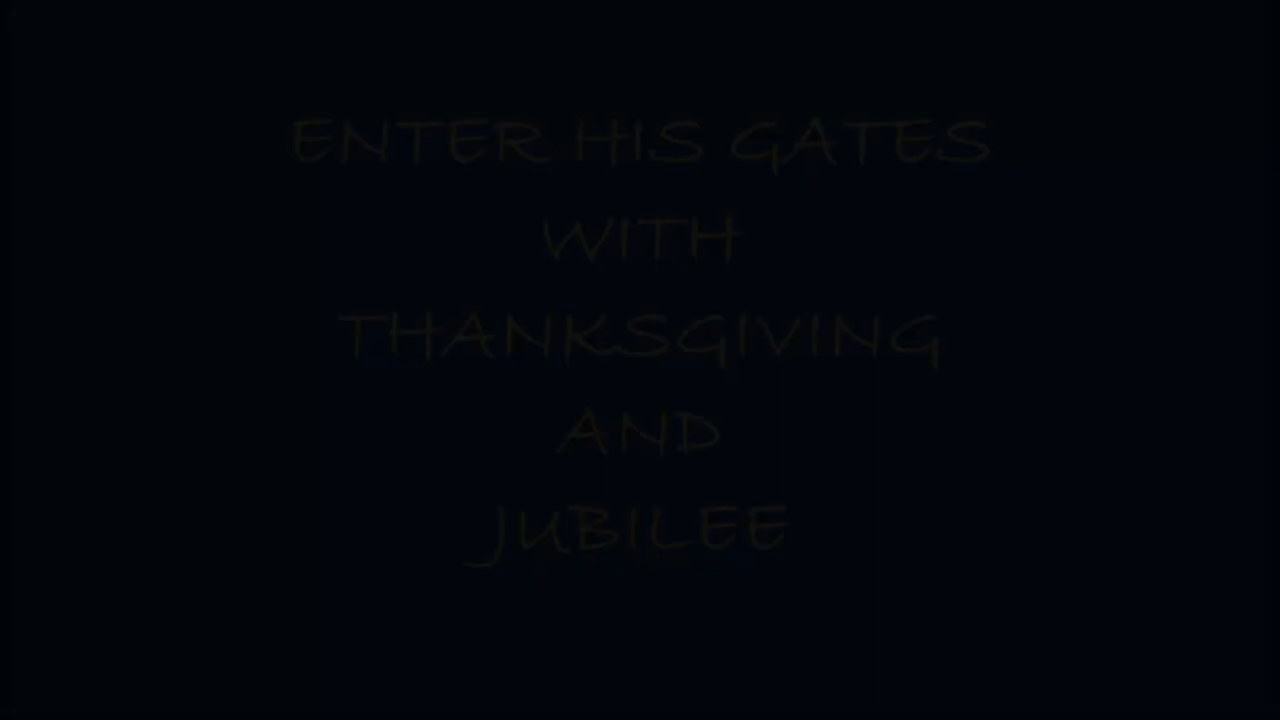 ENTER HIS GATES
WITH
THANKSGIVING
AND
JUBILEE